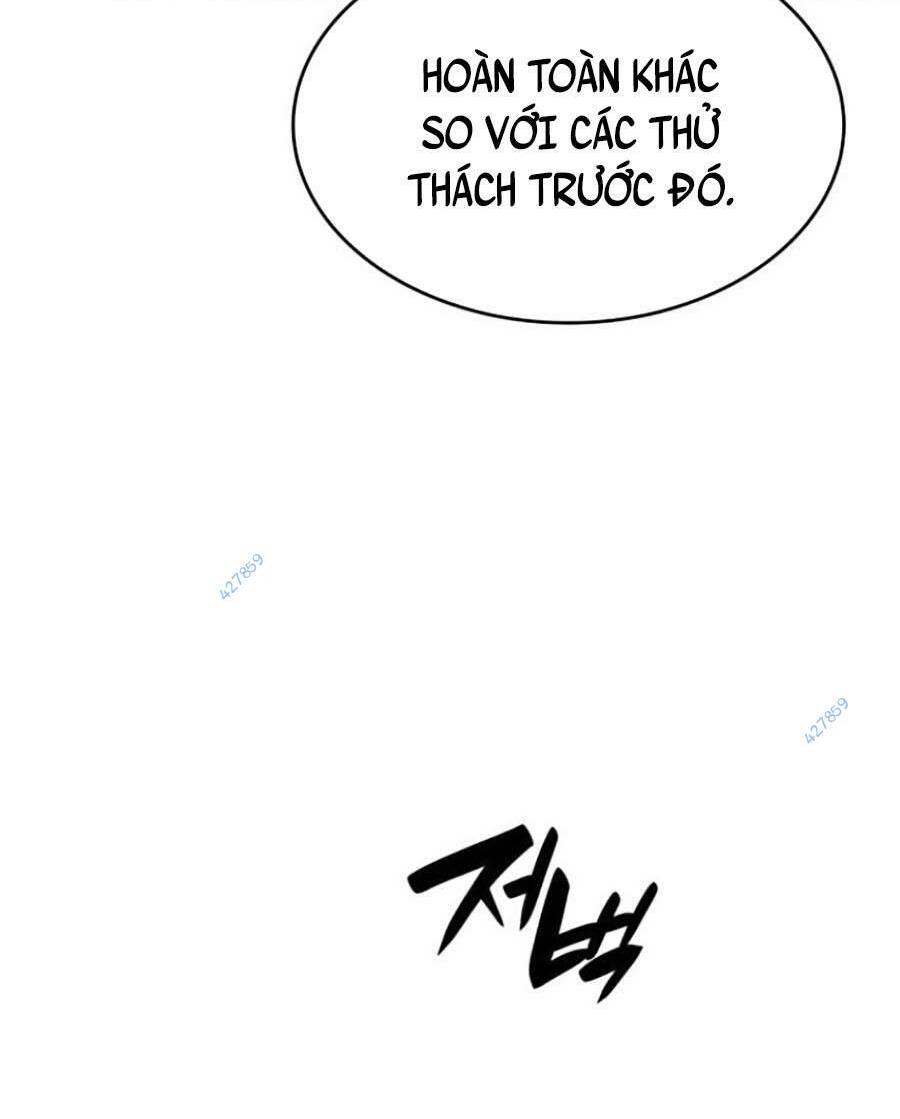 HOÀN TOÀN KHÁC
SO VỚI CÁC THỬ
THÁCH TRƯỚC ĐÓ.
427859
427859
저벅